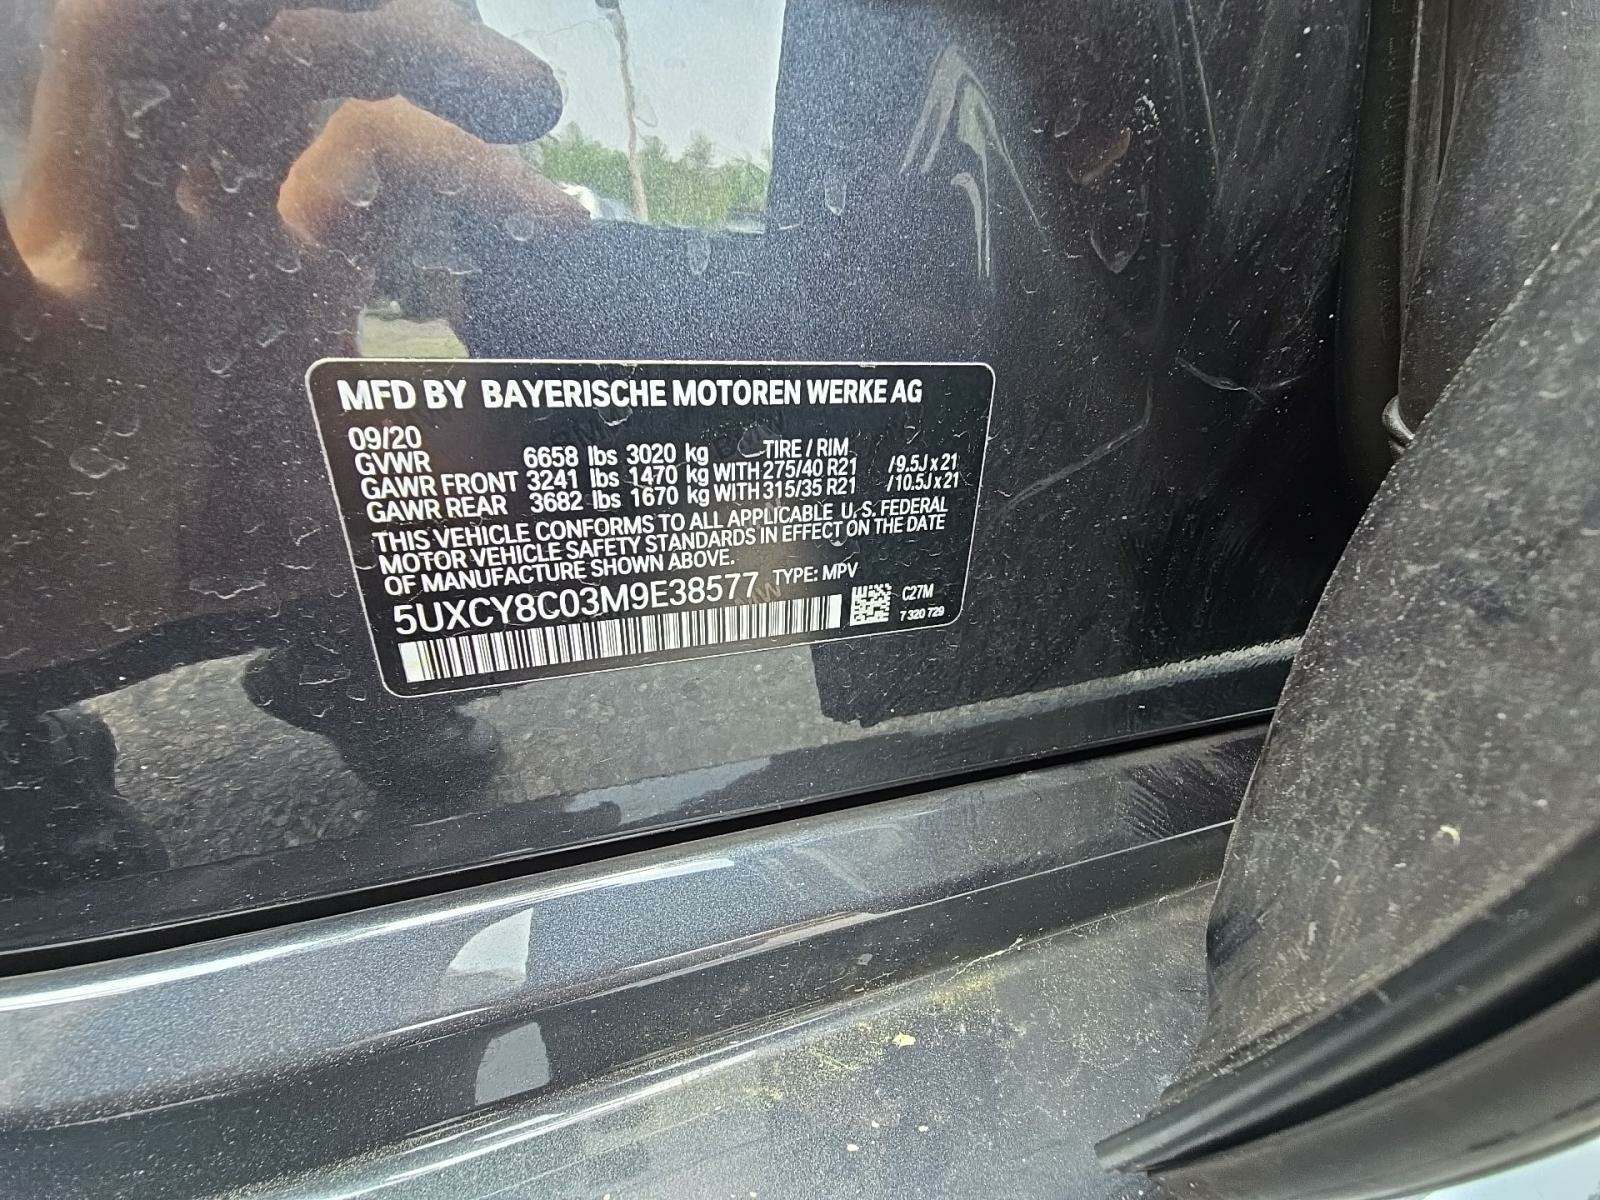 MFD BY BAYERISCHE MOTOREN WERKE AG
09/20
GVWR 6658 lbs 3020 kg TIRE / RIM
GAWR FRONT 3241 lbs 1470 kg WITH 275/40 R21 /9.5J x 21
GAWR REAR 3682 lbs 1670 kg WITH 315/35 R21 /10.5J x 21
THIS VEHICLE CONFORMS TO ALL APPLICABLE U.S. FEDERAL
MOTOR VEHICLE SAFETY STANDARDS IN EFFECT ON THE DATE
OF MANUFACTURE SHOWN ABOVE.
5UXCY8C03M9E38577 TYPE: MPV
C27M
7 320 729